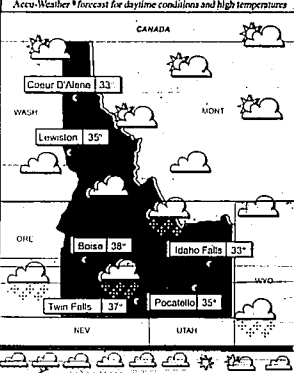 Accu-Weather® forecast for daytime conditions and high temperatures
CANADA
Coeur D'Alene 33°
WASH
MONT
Lewiston 35°
ORE
Boise 38°
Idaho Falls 33°
WYO
Twin Falls 37°
Pocatello 35°
NEV
UTAH